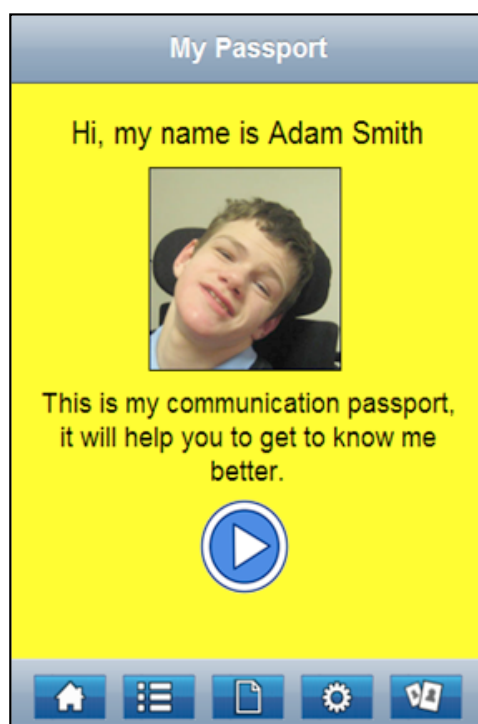 My Passport
Hi, my name is Adam Smith
This is my communication passport,
it will help you to get to know me
better.